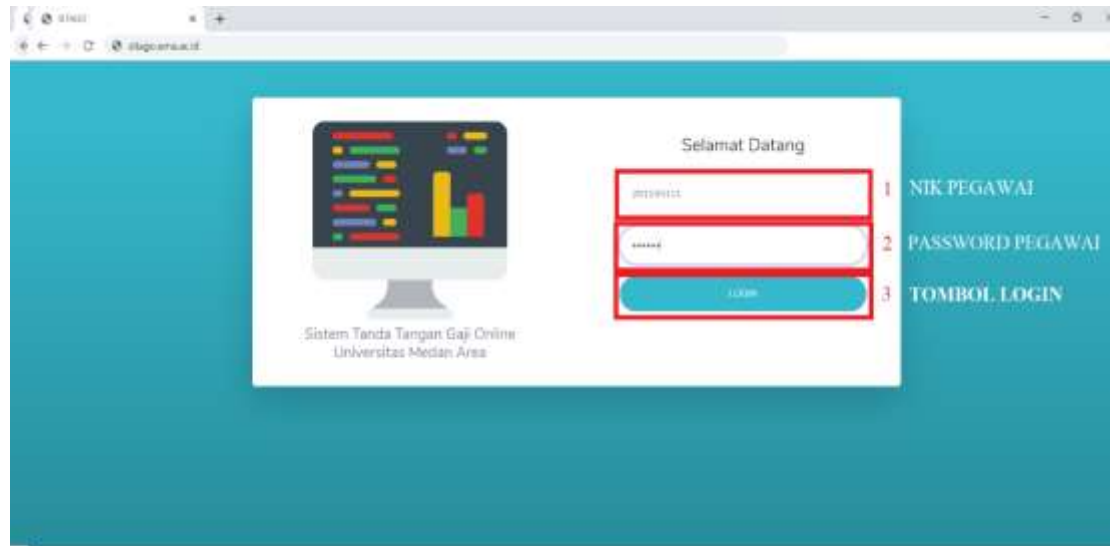 Selamat Datang
1 NIK PEGAWAI
2 PASSWORD PEGAWAI
LOGIN
3 TOMBOL LOGIN
Sistem Tanda Tangan Gaji Online
Universitas Medan Area